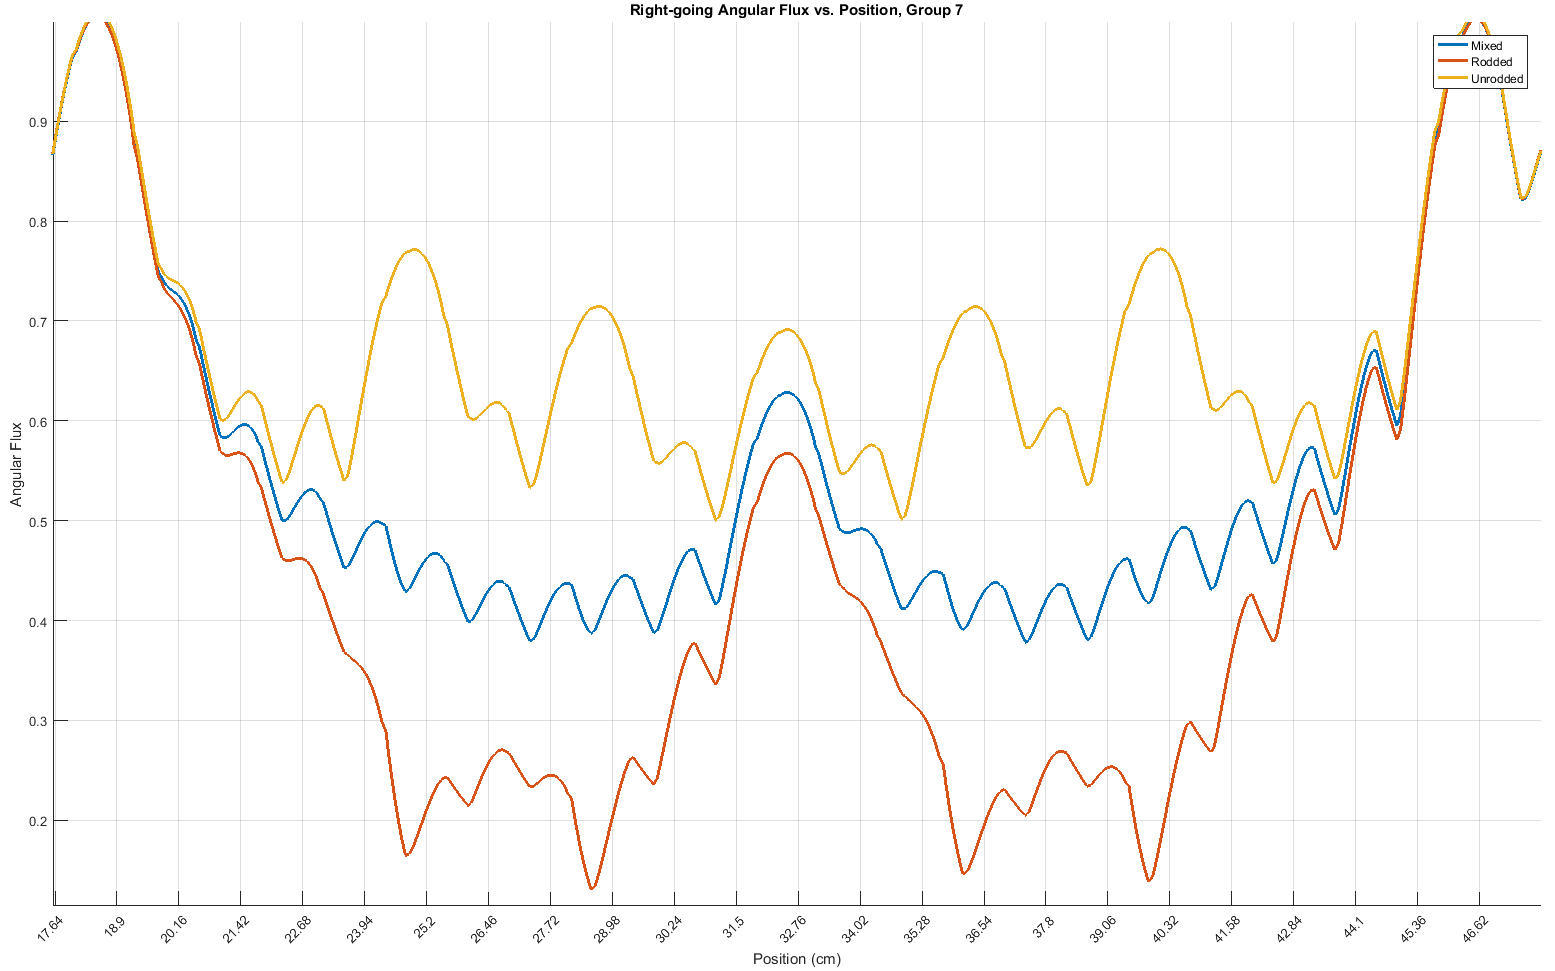 Right-going Angular Flux vs. Position, Group 7
Mixed
Rodded
Unrodded
0.9
0.8
0.7
0.6
0.5
0.4
0.3
0.2
Angular Flux
17.64 18.9 20.16 21.42 22.68 23.94 25.2 26.46 27.72 28.98 30.24 31.5 32.76 34.02 35.28 36.54 37.8 39.06 40.32 41.58 42.84 44.1 45.36 46.62
Position (cm)